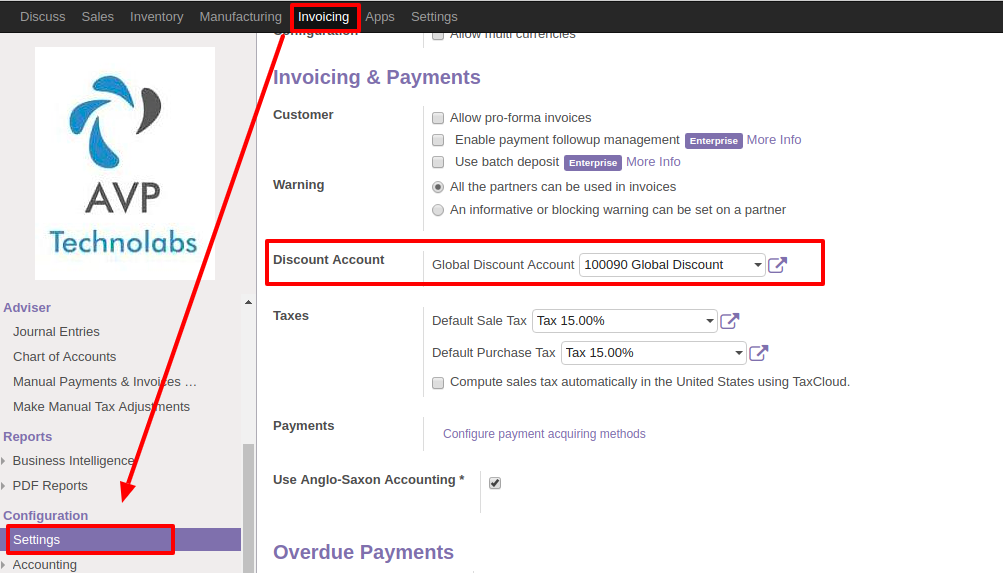 Discuss Sales Inventory Manufacturing Invoicing Apps Settings
AVP
Technolabs
Adviser
Journal Entries
Chart of Accounts
Manual Payments & Invoices …
Make Manual Tax Adjustments
Reports
Business Intelligence
PDF Reports
Configuration
Settings
Accounting
Configuration Allow multi currencies
Invoicing & Payments
Customer
Allow pro-forma invoices
Enable payment followup management Enterprise More Info
Use batch deposit Enterprise More Info
Warning
All the partners can be used in invoices
An informative or blocking warning can be set on a partner
Discount Account
Global Discount Account 100090 Global Discount
Taxes
Default Sale Tax Tax 15.00%
Default Purchase Tax Tax 15.00%
Compute sales tax automatically in the United States using TaxCloud.
Payments
Configure payment acquiring methods
Use Anglo-Saxon Accounting *
Overdue Payments